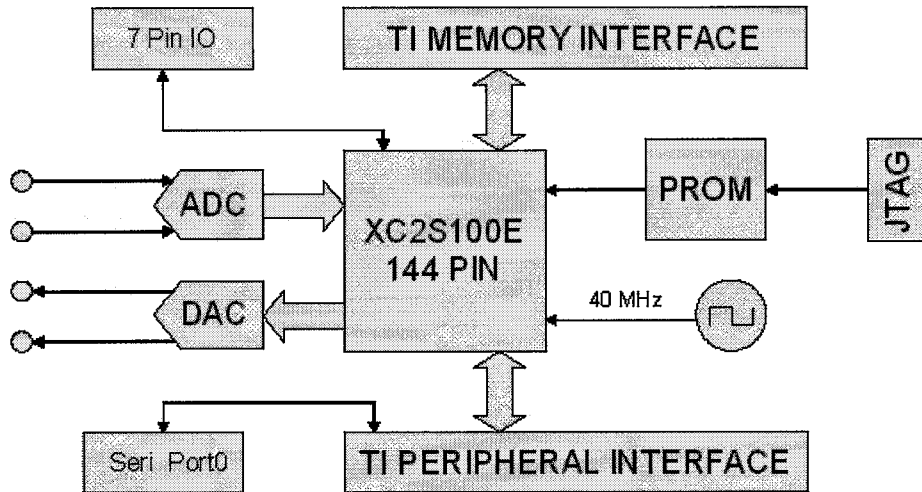 7 Pin IO
TI MEMORY INTERFACE
ADC
XC2S100E
144 PIN
PROM
JTAG
DAC
40 MHz
Seri Port0
TI PERIPHERAL INTERFACE